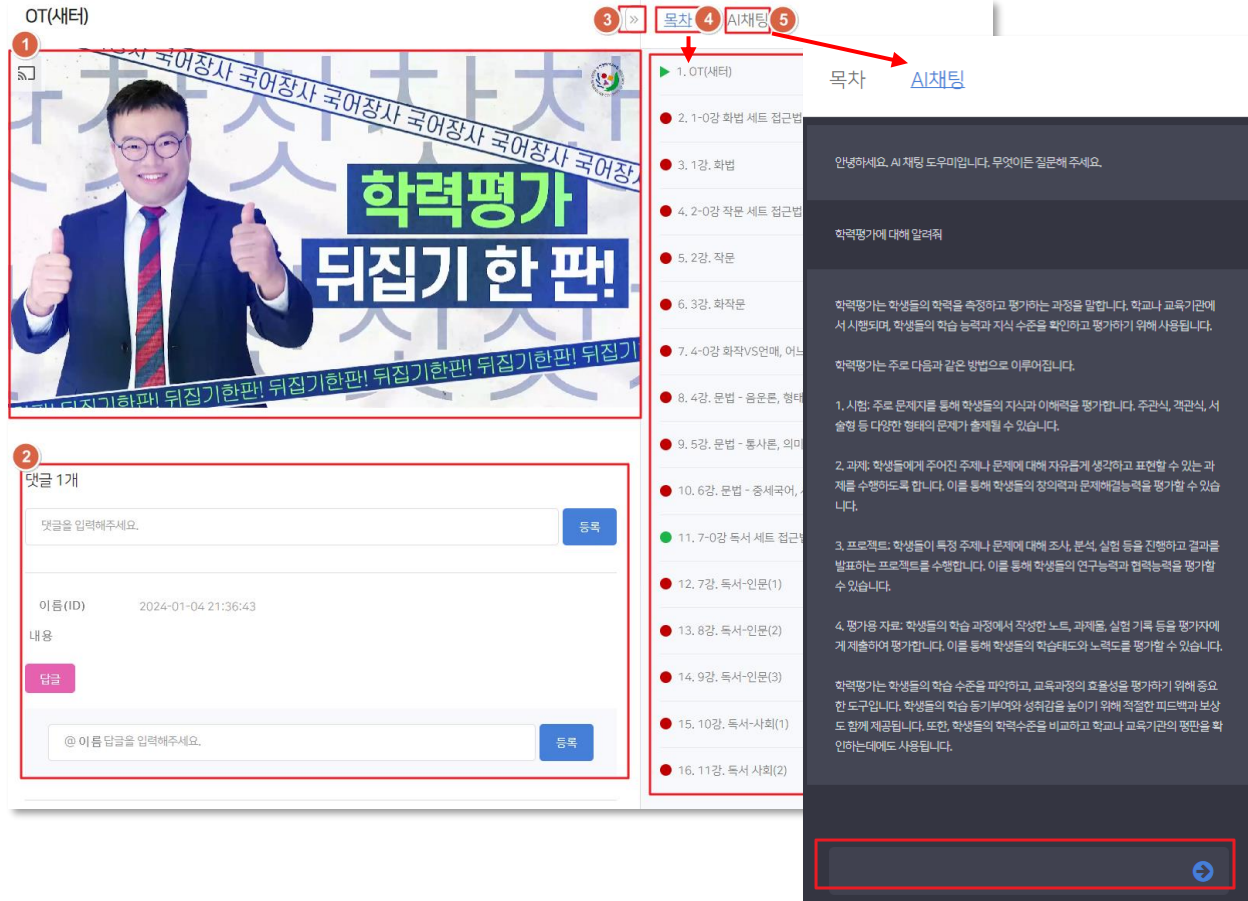 OT(새터)
3
»
목차
4
AI채팅
5
1
국어장사 국어장사 국어장사 국어장사 국어장사
학력평가
뒤집기 한 판!
뒤집기한판! 뒤집기한판! 뒤집기한판! 뒤집기
1. OT(새터)
2. 1-0강 화법 세트 접근법
3. 1강. 화법
4. 2-0강 작문 세트 접근법
5. 2강. 작문
6. 3강. 화작문
7. 4-0강 화작VS언매, 어느
8. 4강. 문법 - 음운론, 형태
9. 5강. 문법 - 통사론, 의미
10. 6강. 문법 - 중세국어,
11. 7-0강 독서 세트 접근법
12. 7강. 독서-인문(1)
13. 8강. 독서-인문(2)
14. 9강. 독서-인문(3)
15. 10강. 독서-사회(1)
16. 11강. 독서 사회(2)
2
댓글 1개
댓글을 입력해주세요.
등록
이름(ID)
2024-01-04 21:36:43
내용
답글
@ 이름 답글을 입력해주세요.
등록
목차
AI채팅
안녕하세요. AI 채팅 도우미입니다. 무엇이든 질문해 주세요.
학력평가에 대해 알려줘
학력평가는 학생들의 학력을 측정하고 평가하는 과정을 말합니다. 학교나 교육기관에
서 시행되며, 학생들의 학습 능력과 지식 수준을 확인하고 평가하기 위해 사용됩니다.
학력평가는 주로 다음과 같은 방법으로 이루어집니다.
1. 시험: 주로 문제지를 통해 학생들의 지식과 이해력을 평가합니다. 주관식, 객관식, 서
술형 등 다양한 형태의 문제가 출제될 수 있습니다.
2. 과제: 학생들에게 주어진 주제나 문제에 대해 자유롭게 생각하고 표현할 수 있는 과
제를 수행하도록 합니다. 이를 통해 학생들의 창의력과 문제해결능력을 평가할 수 있습
니다.
3. 프로젝트: 학생들이 특정 주제나 문제에 대해 조사, 분석, 실험 등을 진행하고 결과를
발표하는 프로젝트를 수행합니다. 이를 통해 학생들의 연구능력과 협력능력을 평가할
수 있습니다.
4. 평가용 자료: 학생들의 학습 과정에서 작성한 노트, 과제물, 실험 기록 등을 평가자에
게 제출하여 평가합니다. 이를 통해 학생들의 학습태도와 노력도를 평가할 수 있습니다.
학력평가는 학생들의 학습 수준을 파악하고, 교육과정의 효율성을 평가하기 위해 중요
한 도구입니다. 학생들의 학습 동기부여와 성취감을 높이기 위해 적절한 피드백과 보상
도 함께 제공됩니다. 또한, 학생들의 학력수준을 비교하고 학교나 교육기관의 평판을 확
인하는데에도 사용됩니다.